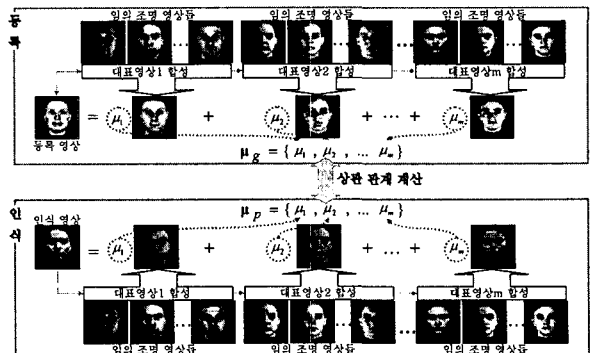 등록
임의 조명 영상들 임의 조명 영상들 임의 조명 영상들
대표영상1 합성 대표영상2 합성 대표영상m 합성
= μ₁ + μ₂ + ⋯ + μₘ
등록 영상
μ g = { μ₁ , μ₂ , ... μₘ }
상관 관계 계산
인식
μ p = { μ₁ , μ₂ , ... μₘ }
인식 영상
= μ₁ + μ₂ + ⋯ + μₘ
대표영상1 합성 대표영상2 합성 대표영상m 합성
임의 조명 영상들 임의 조명 영상들 임의 조명 영상들